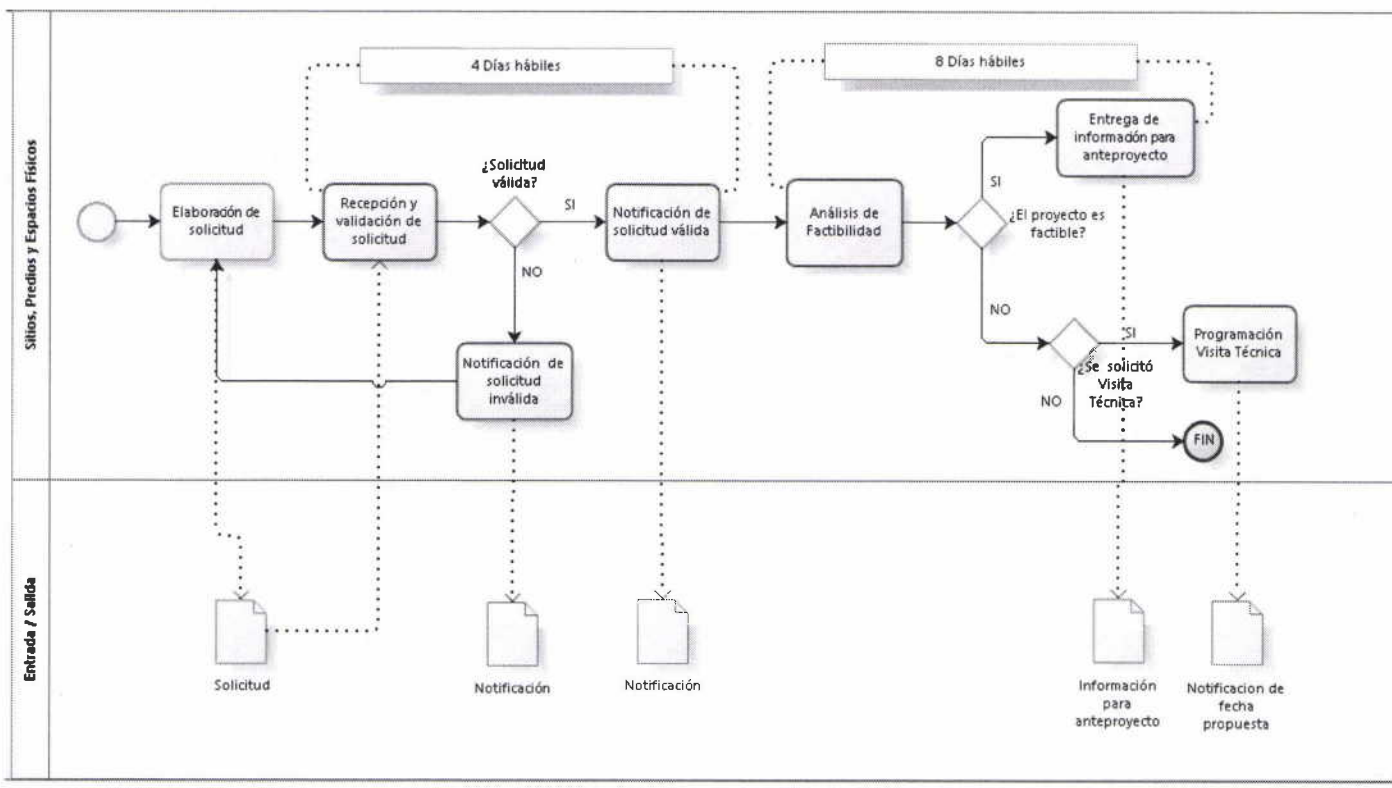 Sitios, Predios y Espacios Físicos
4 Días hábiles
8 Días hábiles
Elaboración de
solicitud
Recepción y
validación de
solicitud
¿Solicitud
válida?
SI
NO
Notificación de
solicitud válida
Notificación de
solicitud
inválida
Análisis de
Factibilidad
¿El proyecto es
factible?
SI
Entrega de
información para
anteproyecto
NO
¿Se solicitó
Visita
Técnica?
SI
Programación
Visita Técnica
NO
FIN
Entrada / Salida
Solicitud
Notificación
Notificación
Información
para
anteproyecto
Notificacion de
fecha
propuesta